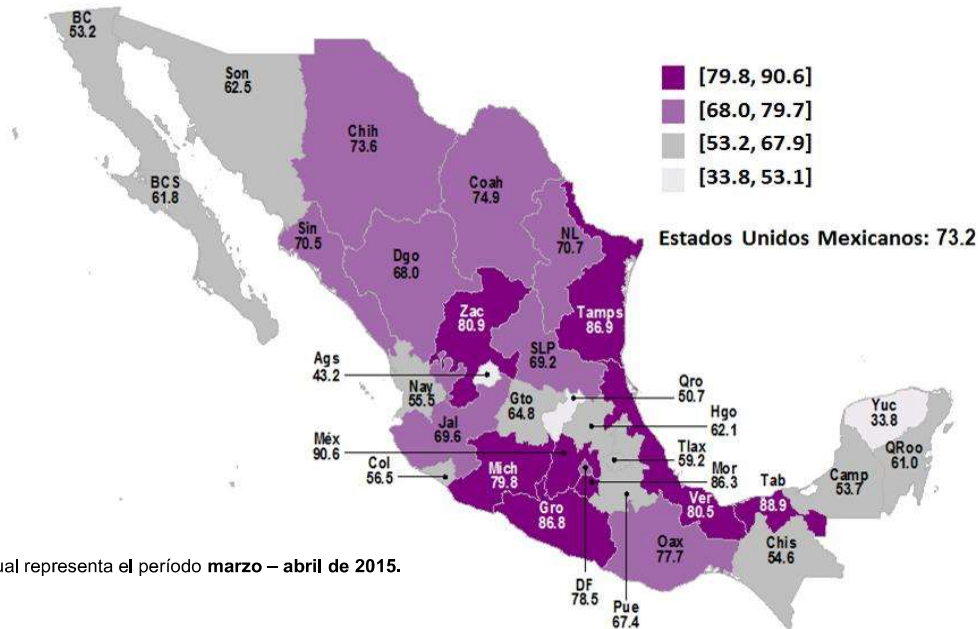 BC
53.2
Son
62.5
[79.8, 90.6]
[68.0, 79.7]
[53.2, 67.9]
[33.8, 53.1]
Chih
73.6
Coah
74.9
BCS
61.8
Sin
70.5
NL
70.7
Estados Unidos Mexicanos: 73.2
Dgo
68.0
Zac
80.9
Tamps
86.9
SLP
69.2
Ags
43.2
Qro
50.7
Nay
55.5
Gto
64.8
Hgo
62.1
Yuc
33.8
Jal
69.6
Tlax
59.2
QRoo
61.0
Méx
90.6
Col
56.5
Mich
79.8
Mor
86.3
Camp
53.7
Tab
88.9
Ver
80.5
Gro
86.8
Oax
77.7
Chis
54.6
ual representa el período marzo – abril de 2015.
DF
78.5
Pue
67.4